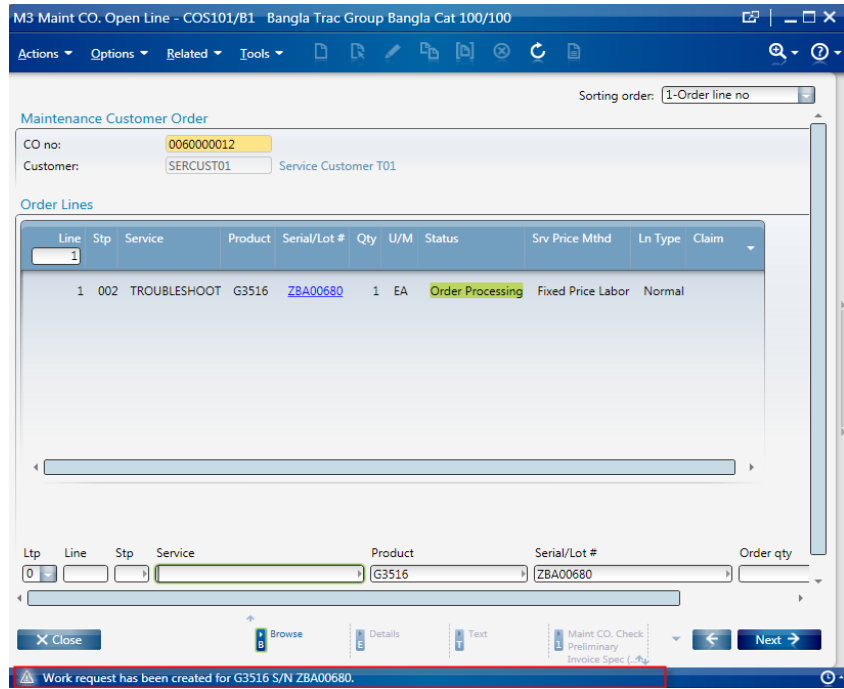 M3 Maint CO. Open Line - COS101/B1 Bangla Trac Group Bangla Cat 100/100
Actions Options Related Tools
Sorting order: 1-Order line no
Maintenance Customer Order
CO no: 0060000012
Customer: SERCUST01 Service Customer T01
Order Lines
Line Stp Service Product Serial/Lot # Qty U/M Status Srv Price Mthd Ln Type Claim
1
1 002 TROUBLESHOOT G3516 ZBA00680 1 EA Order Processing Fixed Price Labor Normal
Ltp Line Stp Service Product Serial/Lot # Order qty
0 G3516 ZBA00680
X Close B Browse E Details T Text 1 Maint CO. Check Next
Preliminary
Invoice Spec (...
Work request has been created for G3516 S/N ZBA00680.